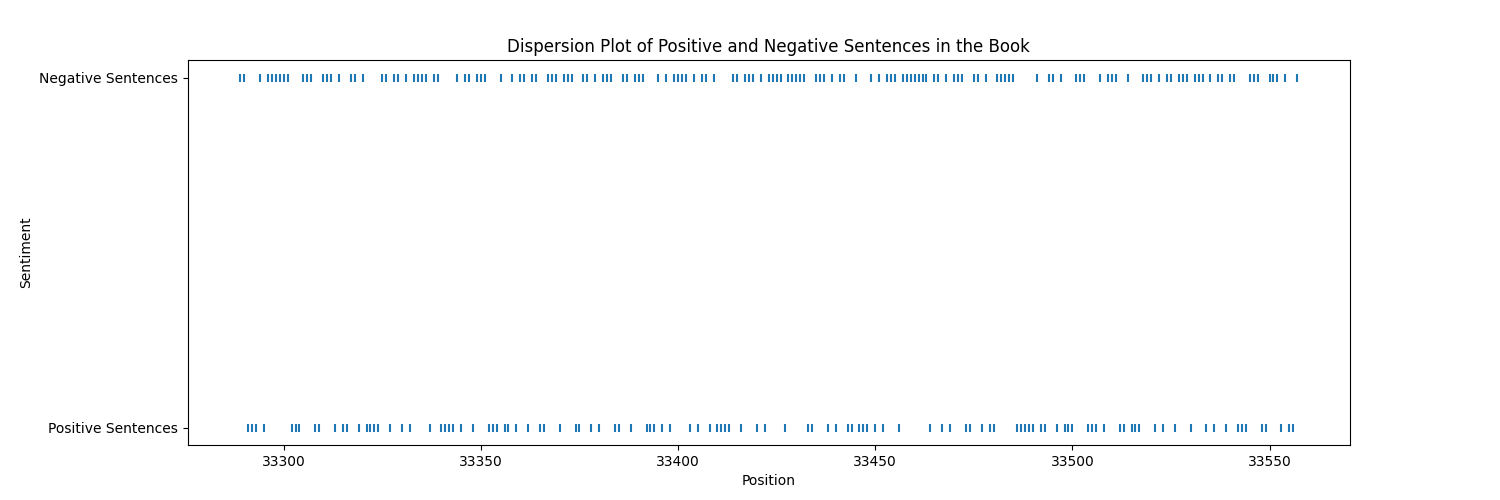 Dispersion Plot of Positive and Negative Sentences in the Book
Negative Sentences
Sentiment
Positive Sentences
33300 33350 33400 33450 33500 33550
Position